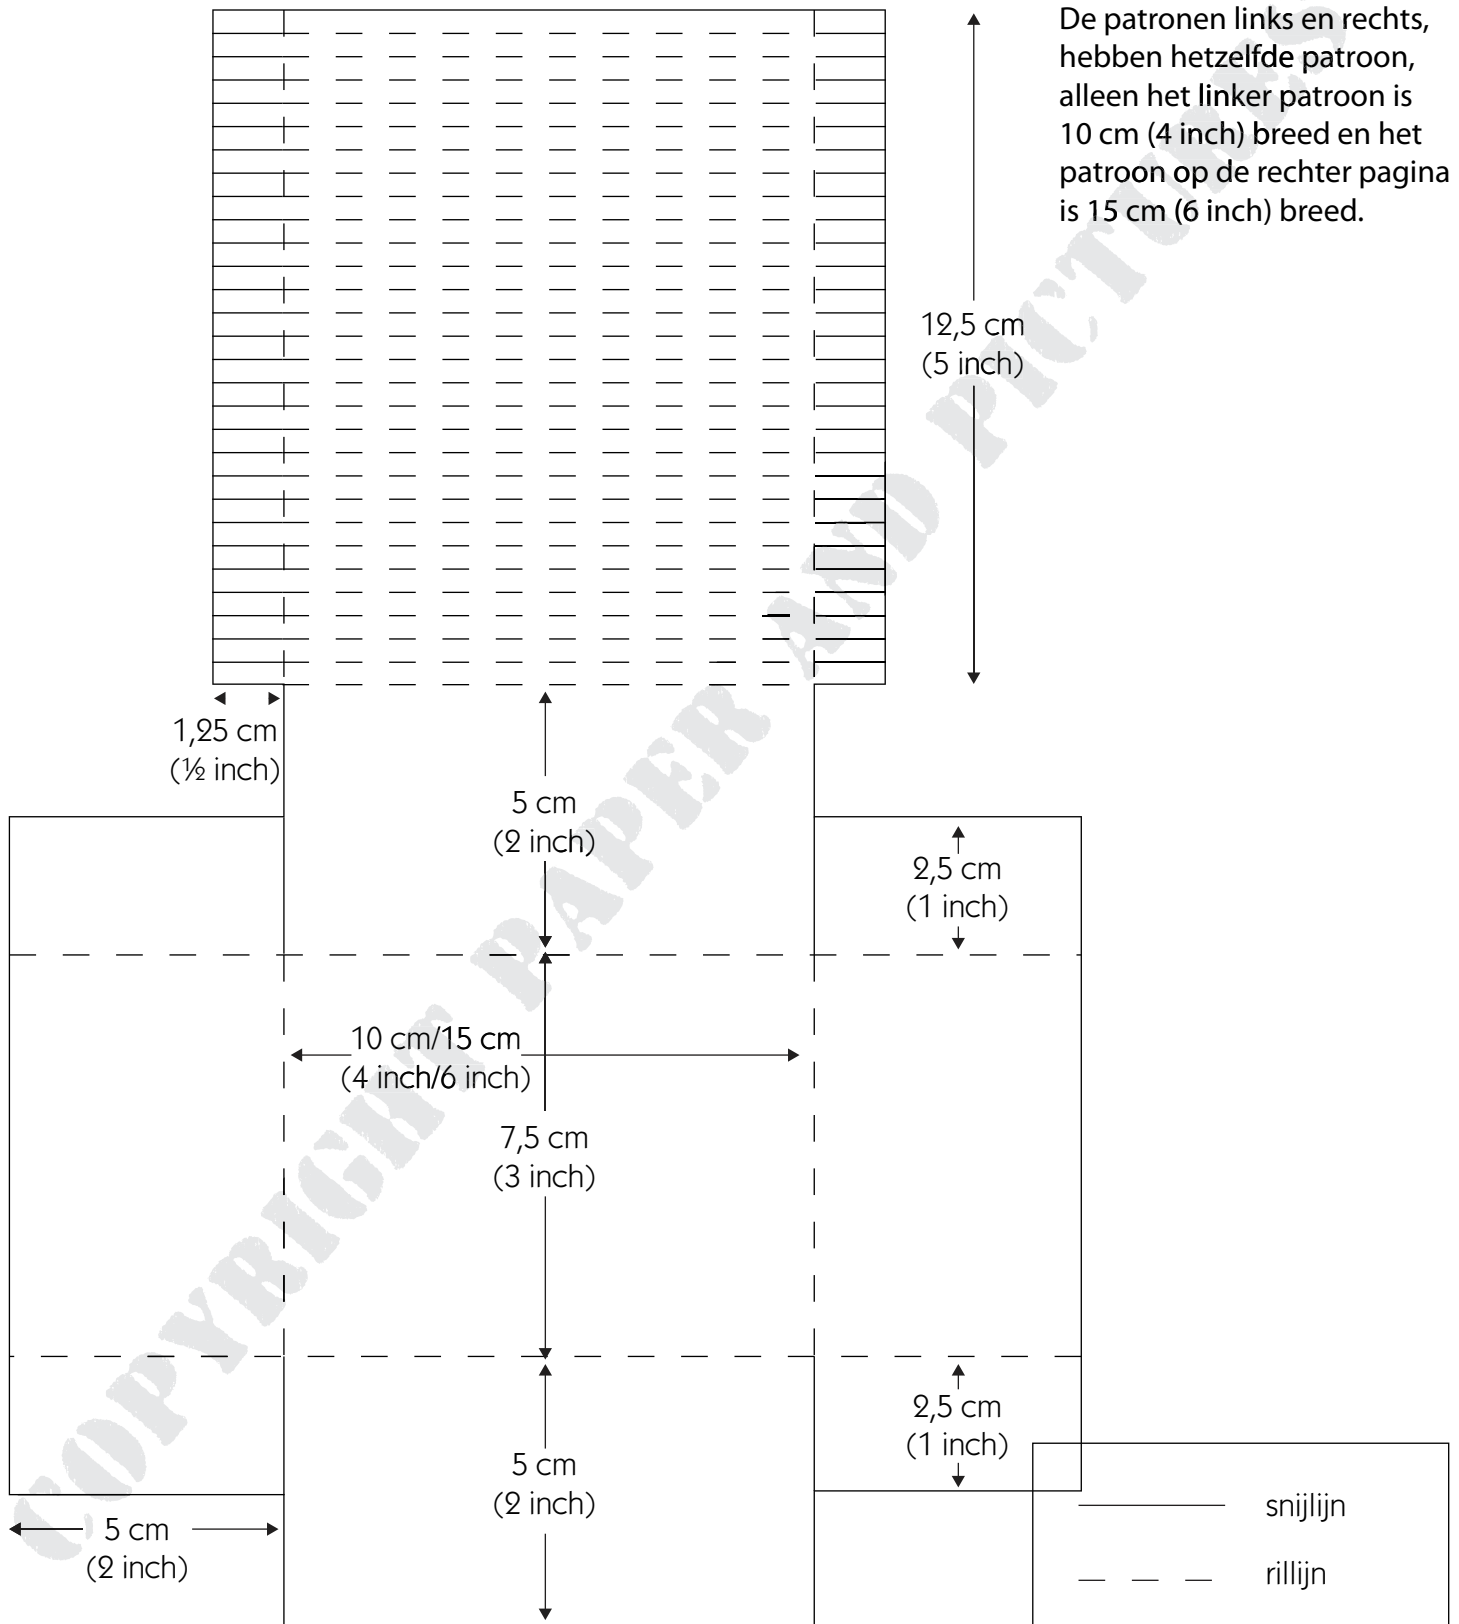 De patronen links en rechts,
hebben hetzelfde patroon,
alleen het linker patroon is
10 cm (4 inch) breed en het
patroon op de rechter pagina
is 15 cm (6 inch) breed.
12,5 cm
(5 inch)
1,25 cm
(½ inch)
5 cm
(2 inch)
2,5 cm
(1 inch)
10 cm/15 cm
(4 inch/6 inch)
7,5 cm
(3 inch)
2,5 cm
(1 inch)
5 cm
(2 inch)
5 cm
(2 inch)
snijlijn
rillijn
COPYRIGHT PAPER AND PICTURES